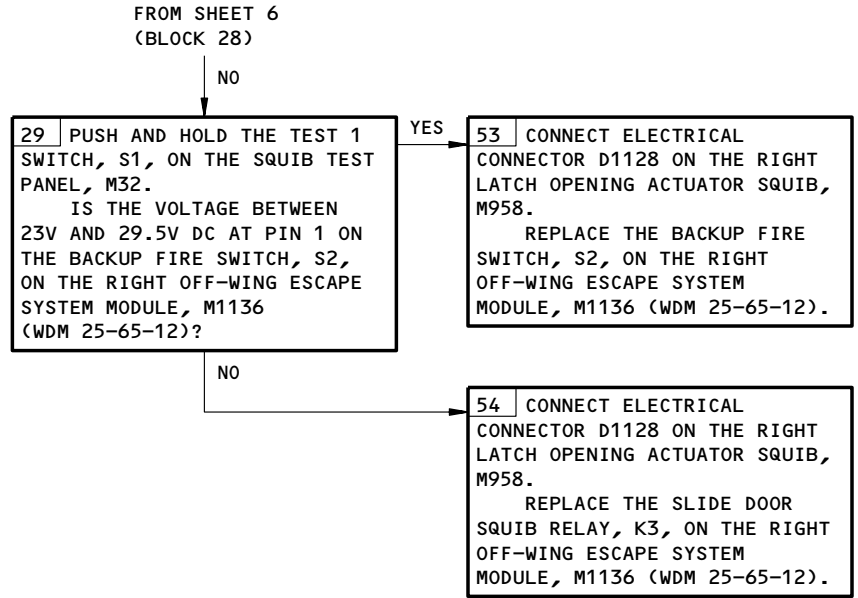 FROM SHEET 6
(BLOCK 28)
NO
29 PUSH AND HOLD THE TEST 1
SWITCH, S1, ON THE SQUIB TEST
PANEL, M32.
IS THE VOLTAGE BETWEEN
23V AND 29.5V DC AT PIN 1 ON
THE BACKUP FIRE SWITCH, S2,
ON THE RIGHT OFF-WING ESCAPE
SYSTEM MODULE, M1136
(WDM 25-65-12)?
YES
53 CONNECT ELECTRICAL
CONNECTOR D1128 ON THE RIGHT
LATCH OPENING ACTUATOR SQUIB,
M958.
REPLACE THE BACKUP FIRE
SWITCH, S2, ON THE RIGHT
OFF-WING ESCAPE SYSTEM
MODULE, M1136 (WDM 25-65-12).
NO
54 CONNECT ELECTRICAL
CONNECTOR D1128 ON THE RIGHT
LATCH OPENING ACTUATOR SQUIB,
M958.
REPLACE THE SLIDE DOOR
SQUIB RELAY, K3, ON THE RIGHT
OFF-WING ESCAPE SYSTEM
MODULE, M1136 (WDM 25-65-12).